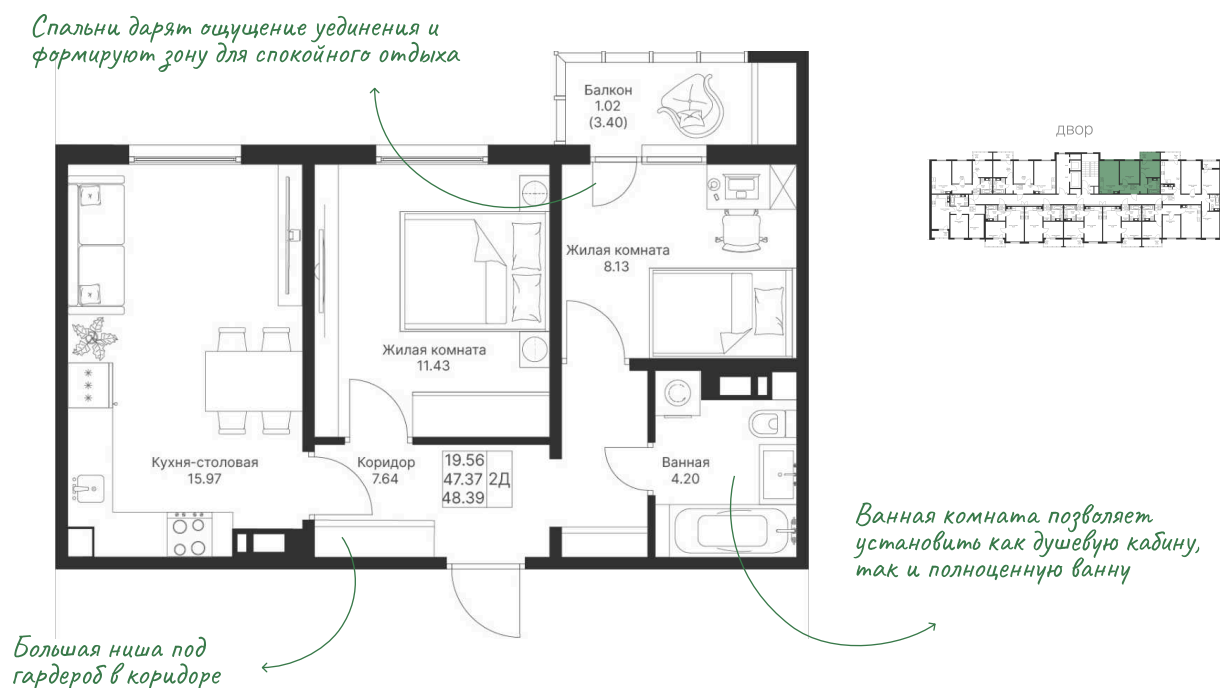 Спальни дарят ощущение уединения и
формируют зону для спокойного отдыха
Балкон
1.02
(3.40)
двор
Жилая комната
8.13
Жилая комната
11.43
Кухня-столовая
15.97
Коридор
7.64
19.56
47.37
48.39
2Д
Ванная
4.20
Ванная комната позволяет
установить как душевую кабину,
так и полноценную ванну
Большая ниша под
гардероб в коридоре